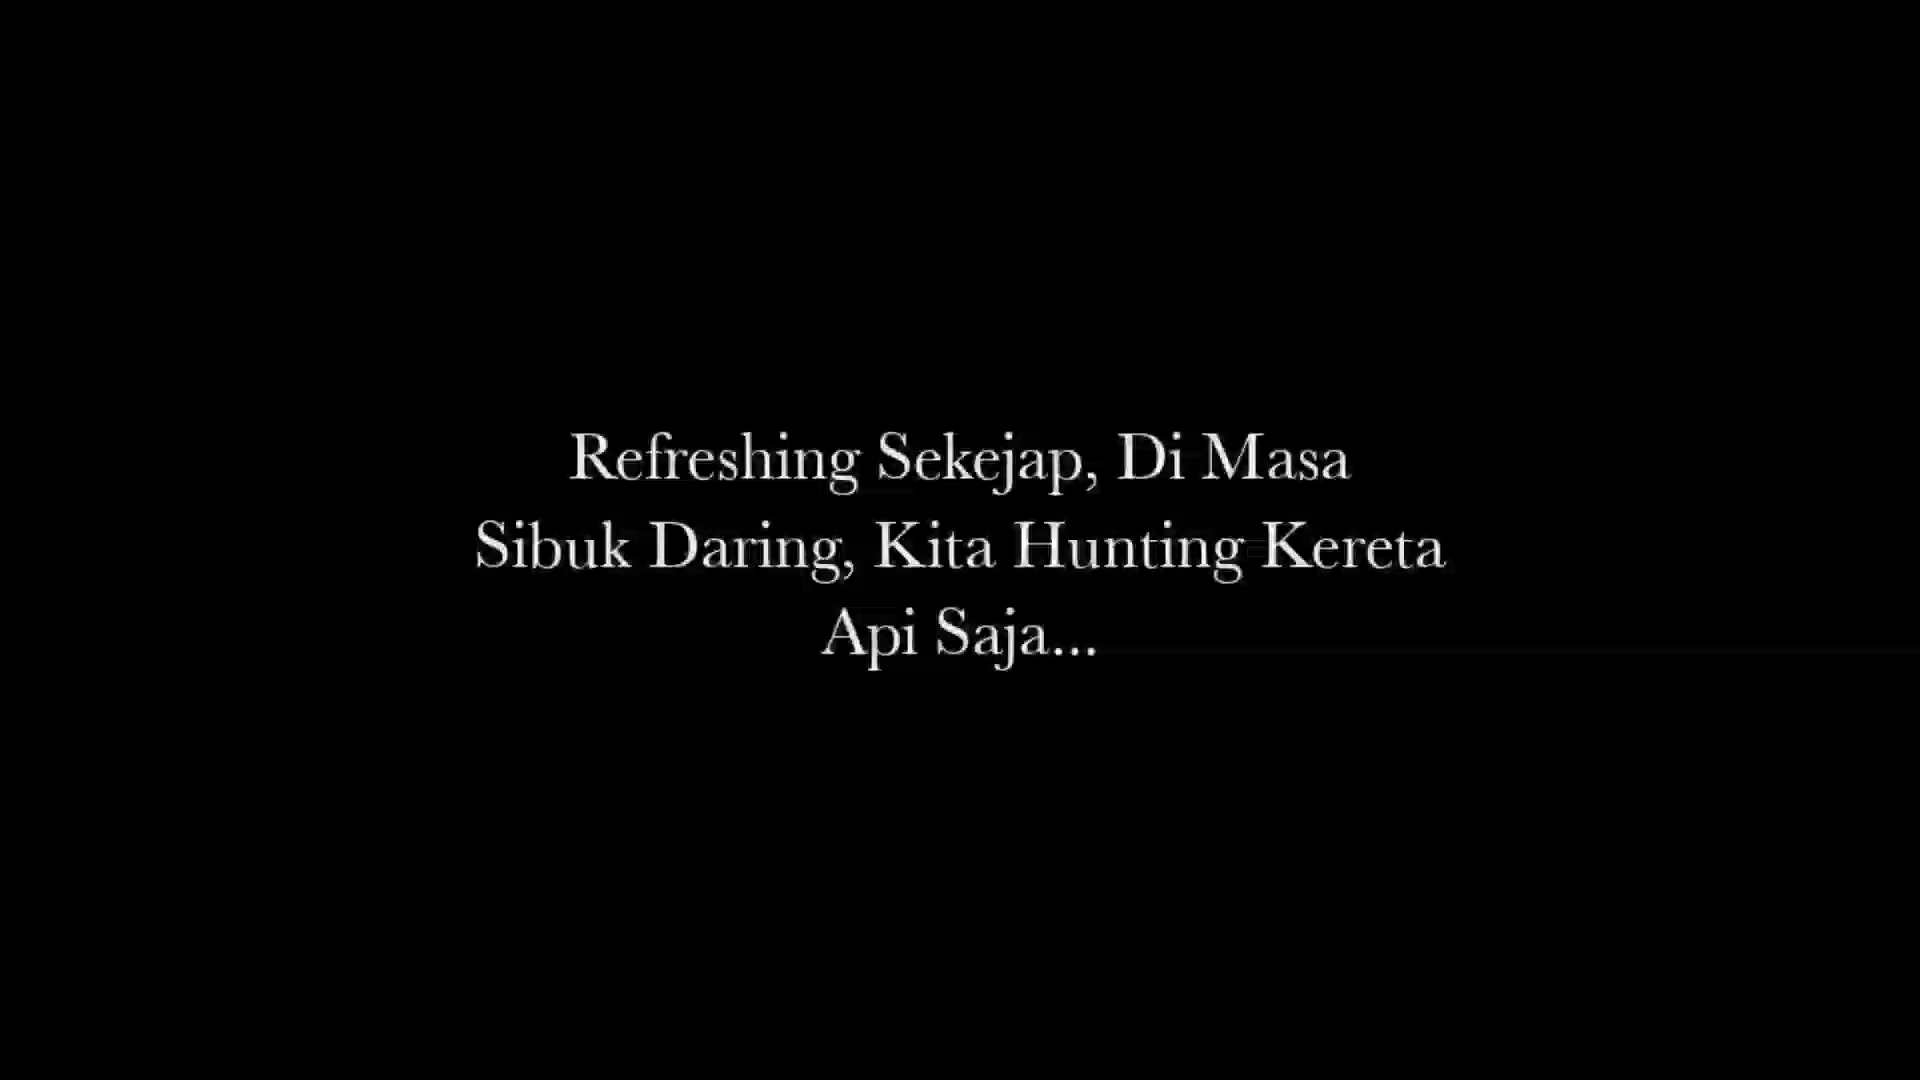 Refreshing Sekejap, Di Masa
Sibuk Daring, Kita Hunting Kereta
Api Saja...